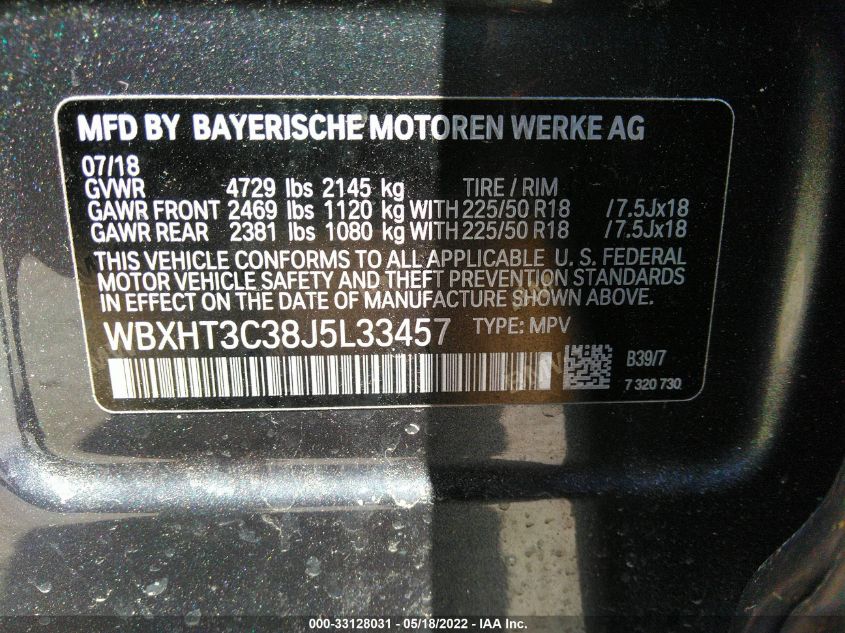 MFD BY BAYERISCHE MOTOREN WERKE AG
07/18
GVWR 4729 lbs 2145 kg TIRE / RIM
GAWR FRONT 2469 lbs 1120 kg WITH 225/50 R18 /7.5Jx18
GAWR REAR 2381 lbs 1080 kg WITH 225/50 R18 /7.5Jx18
THIS VEHICLE CONFORMS TO ALL APPLICABLE U. S. FEDERAL
MOTOR VEHICLE SAFETY AND THEFT PREVENTION STANDARDS
IN EFFECT ON THE DATE OF MANUFACTURE SHOWN ABOVE.
WBXHT3C38J5L33457 TYPE: MPV
B39/7
7 320 730
000-33128031 / 05/18/2022 - IAA Inc.